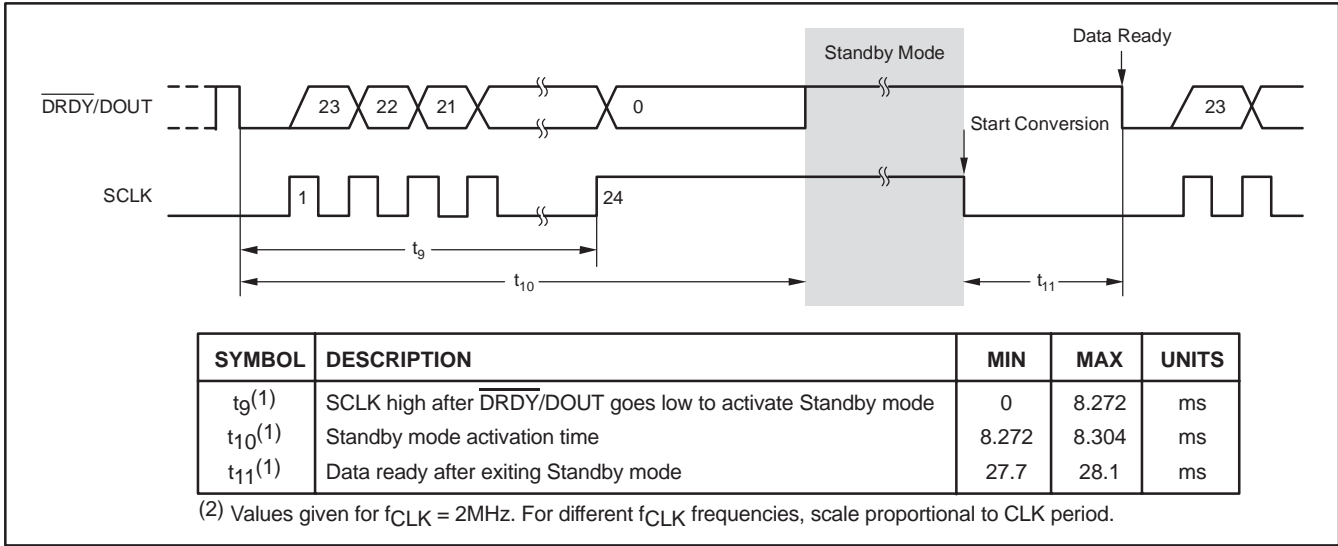 Data Ready
Standby Mode
DRDY/DOUT
23
22
21
0
23
Start Conversion
SCLK
1
24
t9
t10
t11
SYMBOL DESCRIPTION MIN MAX UNITS
t9(1) SCLK high after DRDY/DOUT goes low to activate Standby mode 0 8.272 ms
t10(1) Standby mode activation time 8.272 8.304 ms
t11(1) Data ready after exiting Standby mode 27.7 28.1 ms
(2) Values given for fCLK = 2MHz. For different fCLK frequencies, scale proportional to CLK period.